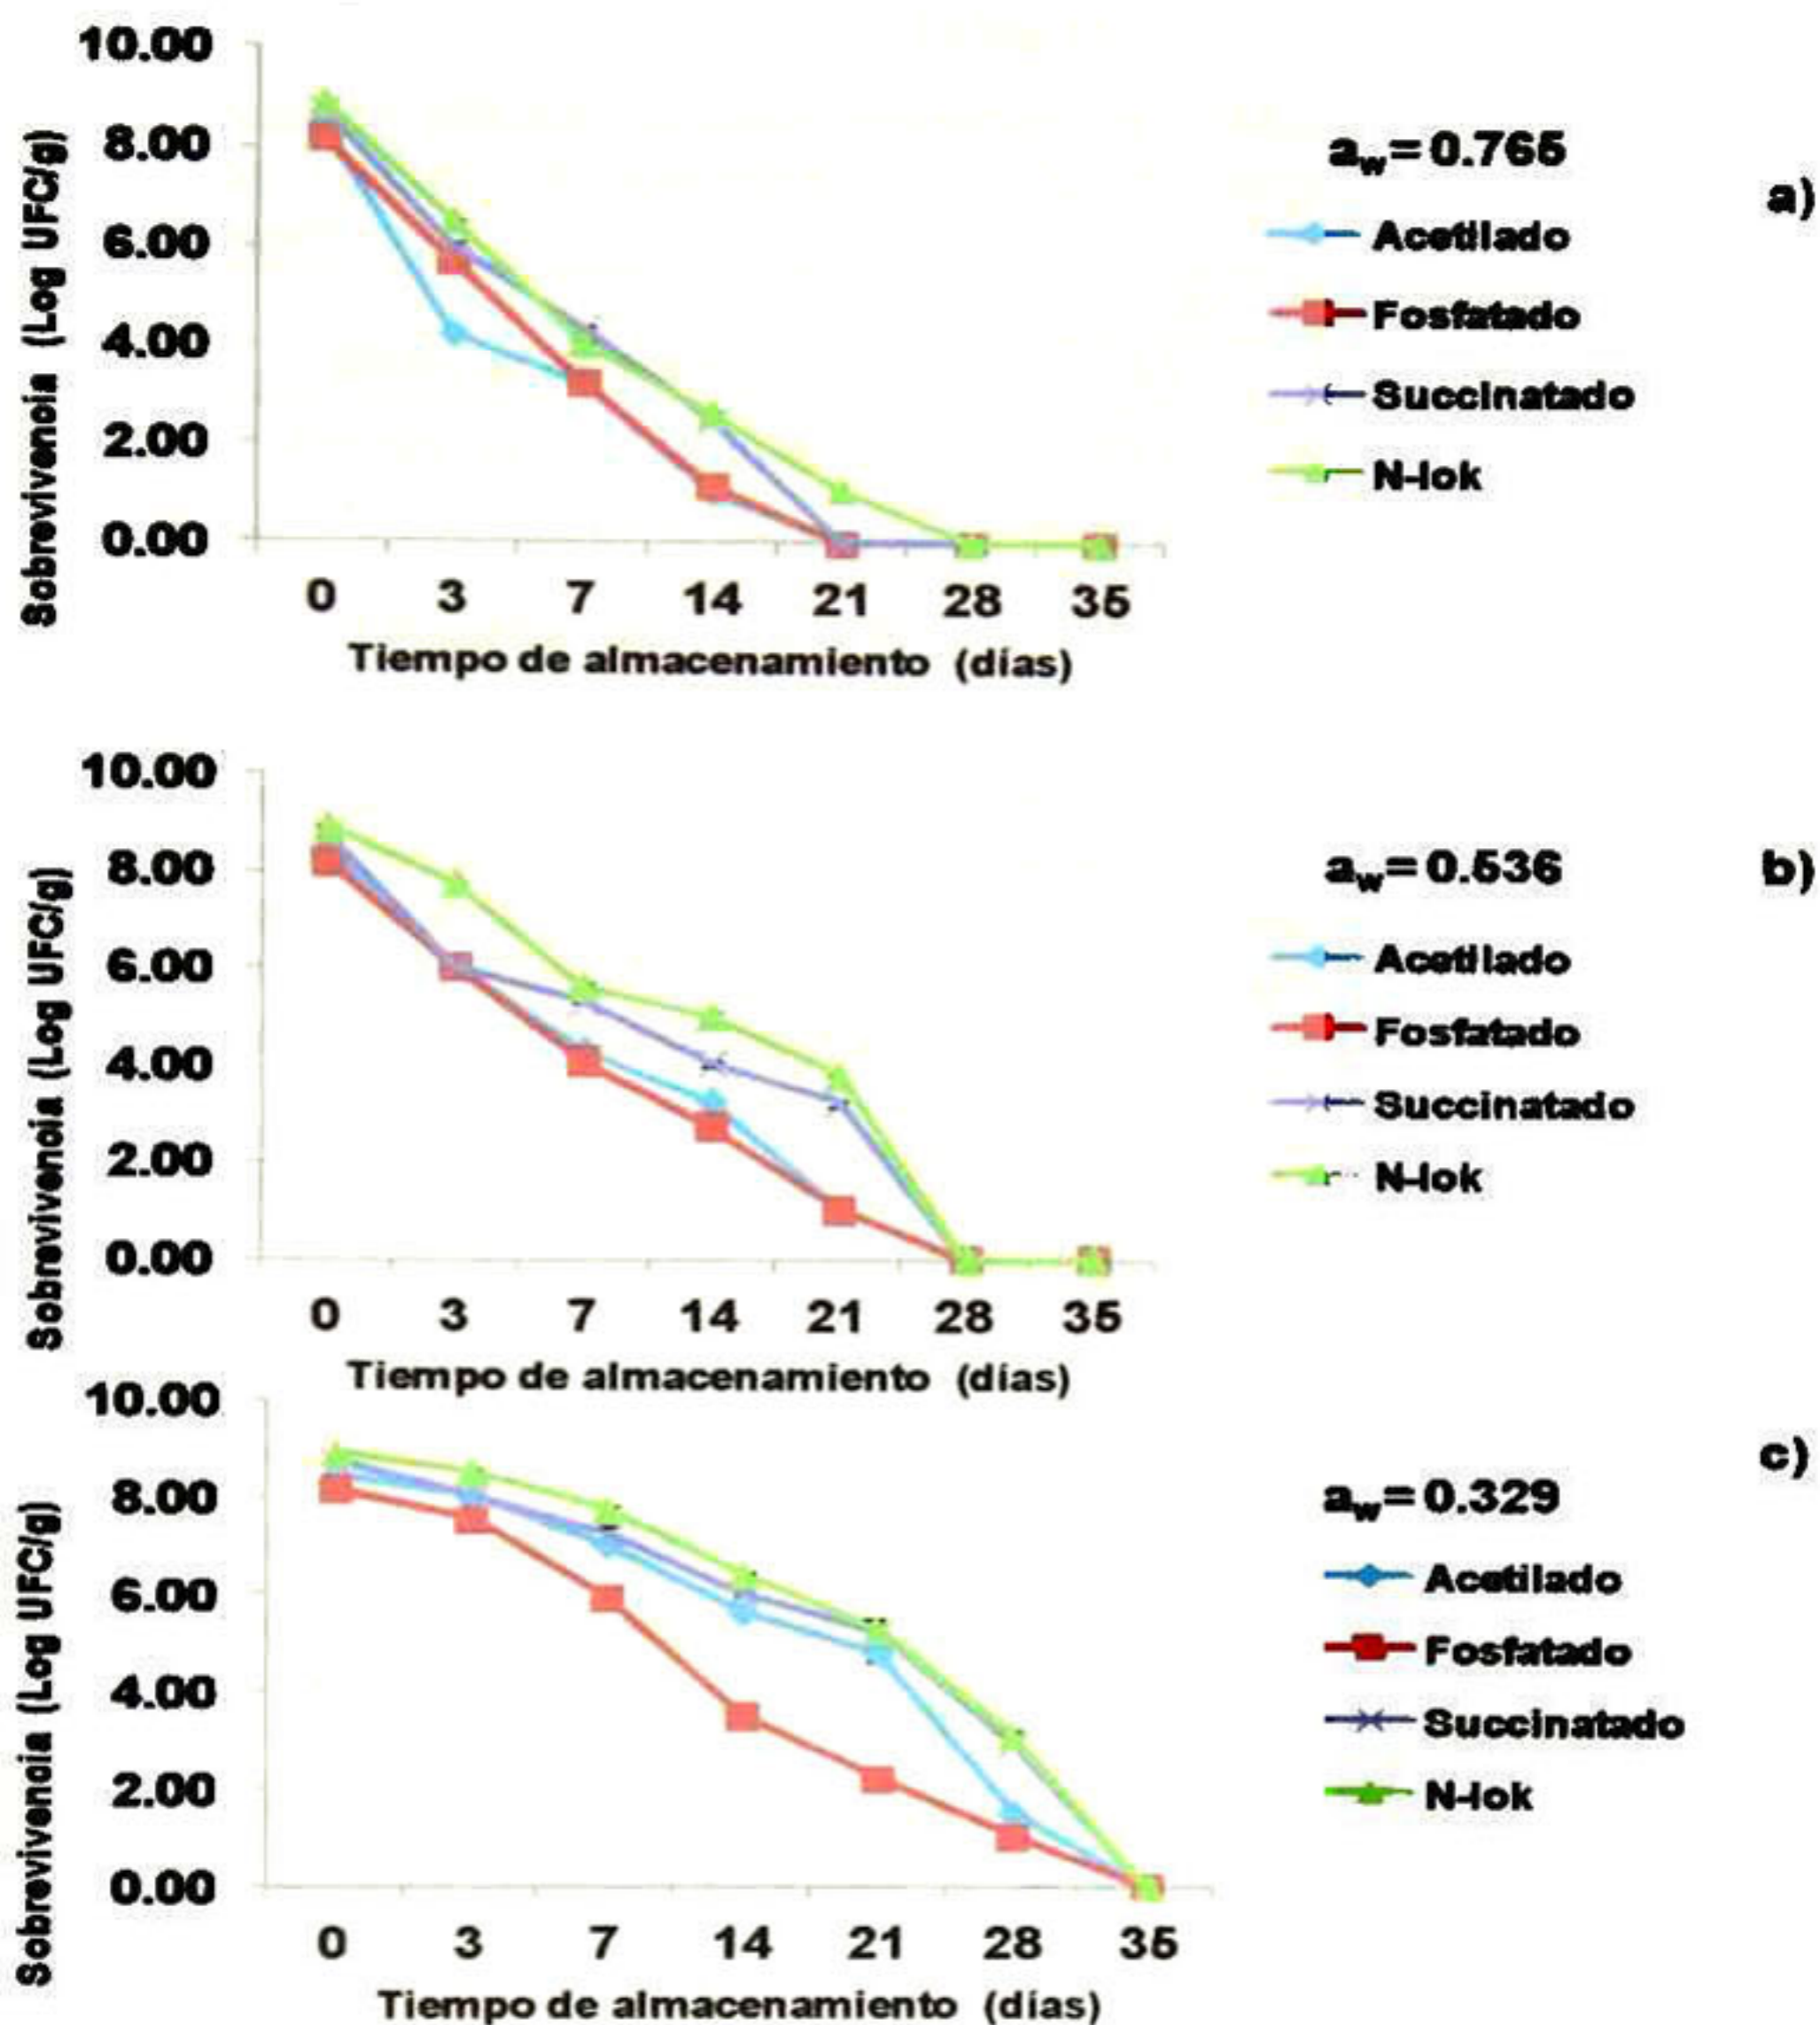 10.00
8.00
6.00
4.00
2.00
0.00
Sobrevivencia (Log UFC/g)
0 3 7 14 21 28 35
Tiempo de almacenamiento (días)
aw= 0.765
a)
Acetilado
Fosfatado
Succinatado
N-lok
10.00
8.00
6.00
4.00
2.00
0.00
Sobrevivencia (Log UFC/g)
0 3 7 14 21 28 35
Tiempo de almacenamiento (días)
aw= 0.536
b)
Acetilado
Fosfatado
Succinatado
N-lok
10.00
8.00
6.00
4.00
2.00
0.00
Sobrevivencia (Log UFC/g)
0 3 7 14 21 28 35
Tiempo de almacenamiento (días)
c)
aw= 0.329
Acetilado
Fosfatado
Succinatado
N-lok